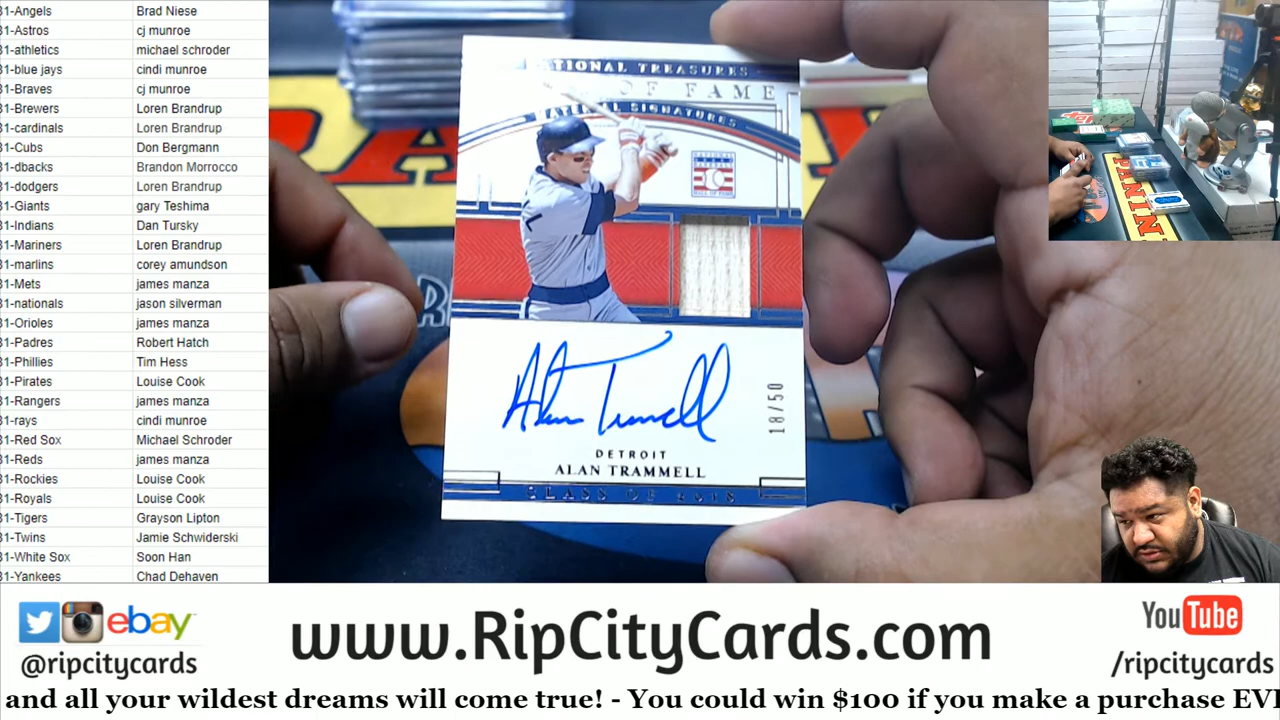 31-Angels Brad Niese
31-Astros cj munroe
31-athletics michael schroder
31-blue jays cindi munroe
31-Braves cj munroe
31-Brewers Loren Brandrup
31-cardinals Loren Brandrup
31-Cubs Don Bergmann
31-dbacks Brandon Morrocco
31-dodgers Loren Brandrup
31-Giants gary Teshima
31-Indians Dan Tursky
31-Mariners Loren Brandrup
31-marlins corey amundson
31-Mets james manza
31-nationals jason silverman
31-Orioles james manza
31-Padres Robert Hatch
31-Phillies Tim Hess
31-Pirates Louise Cook
31-Rangers james manza
31-rays cindi munroe
31-Red Sox Michael Schroder
31-Reds james manza
31-Rockies Louise Cook
31-Royals Louise Cook
31-Tigers Grayson Lipton
31-Twins Jamie Schwiderski
31-White Sox Soon Han
31-Yankees Chad Dehaven
NATIONAL TREASURES
OF FAME
MATERIAL SIGNATURES
Alan Trammell
18/50
DETROIT
ALAN TRAMMELL
CLASS OF 2018
PANINI
ebay
@ripcitycards
www.RipCityCards.com
YouTube
/ripcitycards
and all your wildest dreams will come true! - You could win $100 if you make a purchase EVE